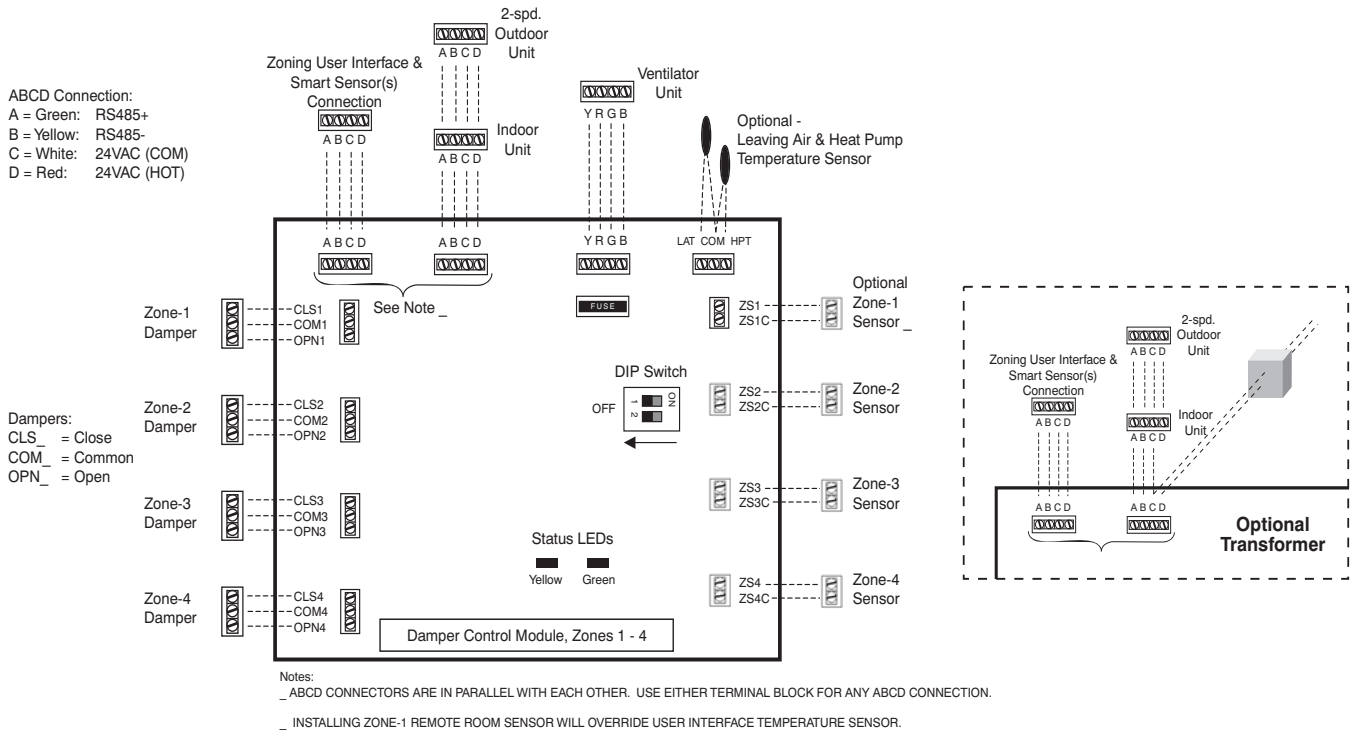 2-spd.
Outdoor
Unit
A B C D
Zoning User Interface &
Smart Sensor(s)
Connection
A B C D
Indoor
Unit
A B C D
Ventilator
Unit
Y R G B
Optional -
Leaving Air & Heat Pump
Temperature Sensor
ABCD Connection:
A = Green: RS485+
B = Yellow: RS485-
C = White: 24VAC (COM)
D = Red: 24VAC (HOT)
A B C D
A B C D
Y R G B
LAT COM HPT
See Note _
FUSE
Zone-1
Damper
CLS1
COM1
OPN1
Zone-2
Damper
CLS2
COM2
OPN2
Zone-3
Damper
CLS3
COM3
OPN3
Zone-4
Damper
CLS4
COM4
OPN4
Dampers:
CLS_ = Close
COM_ = Common
OPN_ = Open
DIP Switch
OFF
1 2
ON
Status LEDs
Yellow Green
Damper Control Module, Zones 1 - 4
ZS1
ZS1C
Optional
Zone-1
Sensor _
ZS2
ZS2C
Zone-2
Sensor
ZS3
ZS3C
Zone-3
Sensor
ZS4
ZS4C
Zone-4
Sensor
2-spd.
Outdoor
Unit
A B C D
Zoning User Interface &
Smart Sensor(s)
Connection
A B C D
Indoor
Unit
A B C D
A B C D
A B C D
Optional
Transformer
Notes:
_ ABCD CONNECTORS ARE IN PARALLEL WITH EACH OTHER. USE EITHER TERMINAL BLOCK FOR ANY ABCD CONNECTION.
_ INSTALLING ZONE-1 REMOTE ROOM SENSOR WILL OVERRIDE USER INTERFACE TEMPERATURE SENSOR.